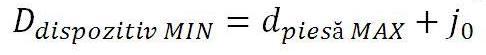 D_{dispozitiv MIN} = d_{piesă MAX} + j_0